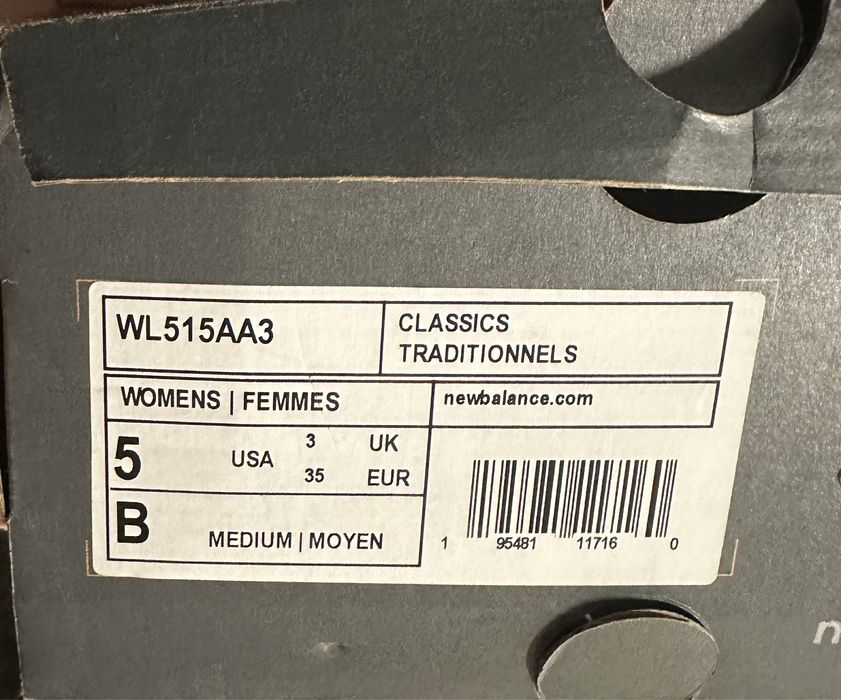 WL515AA3
CLASSICS
TRADITIONNELS
WOMENS | FEMMES
newbalance.com
5 USA 3 UK
35 EUR
B MEDIUM | MOYEN
1 95481 11716 0
n